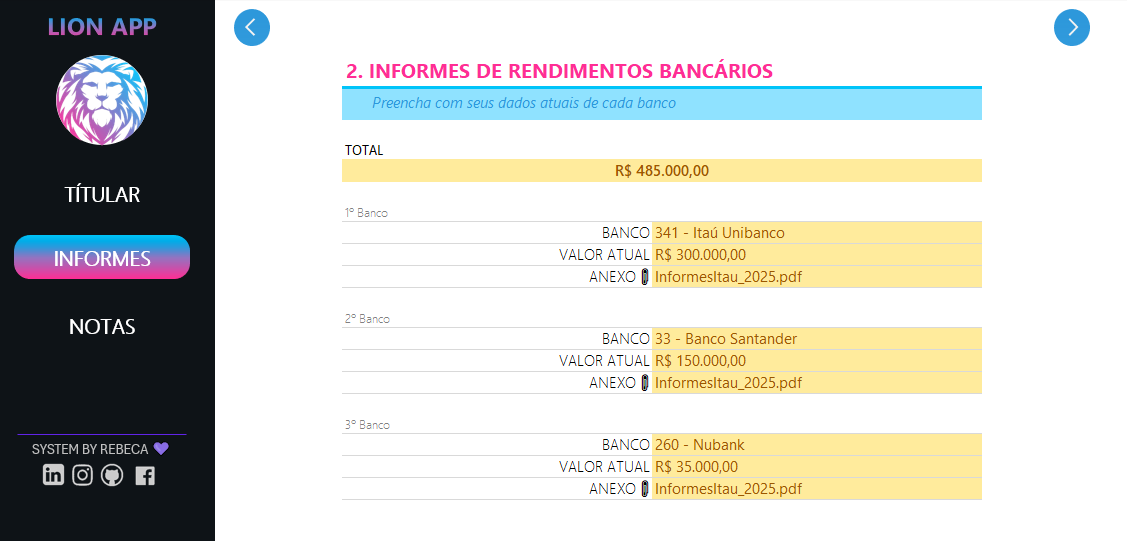 LION APP
TÍTULAR
INFORMES
NOTAS
SYSTEM BY REBECA
2. INFORMES DE RENDIMENTOS BANCÁRIOS
Preencha com seus dados atuais de cada banco
TOTAL
R$ 485.000,00
1º Banco
BANCO 341 - Itaú Unibanco
VALOR ATUAL R$ 300.000,00
ANEXO InformesItau_2025.pdf
2º Banco
BANCO 33 - Banco Santander
VALOR ATUAL R$ 150.000,00
ANEXO InformesItau_2025.pdf
3º Banco
BANCO 260 - Nubank
VALOR ATUAL R$ 35.000,00
ANEXO InformesItau_2025.pdf